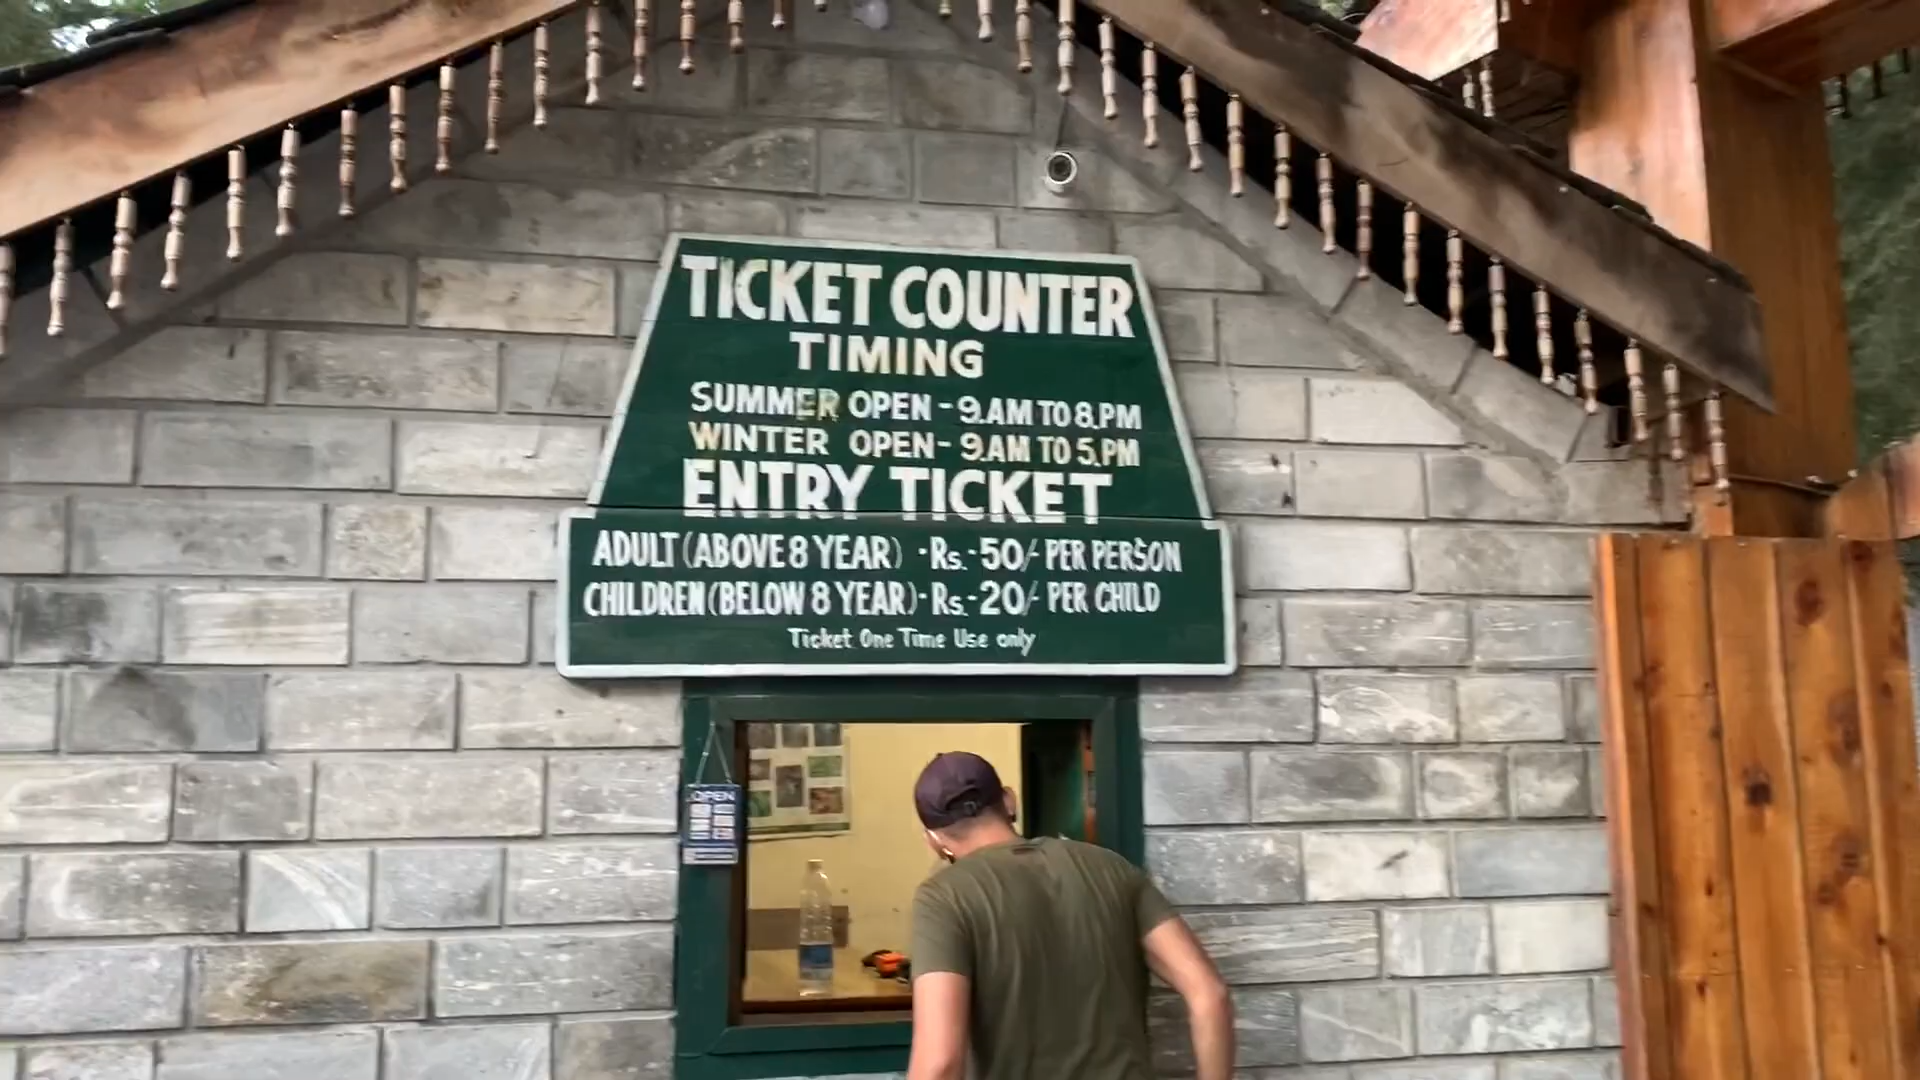 TICKET COUNTER
TIMING
SUMMER OPEN - 9.AM TO 8.PM
WINTER OPEN - 9.AM TO 5.PM
ENTRY TICKET
ADULT (ABOVE 8 YEAR) - Rs.-50/- PER PERSON
CHILDREN (BELOW 8 YEAR) - Rs.-20/- PER CHILD
Ticket One Time Use only
OPEN